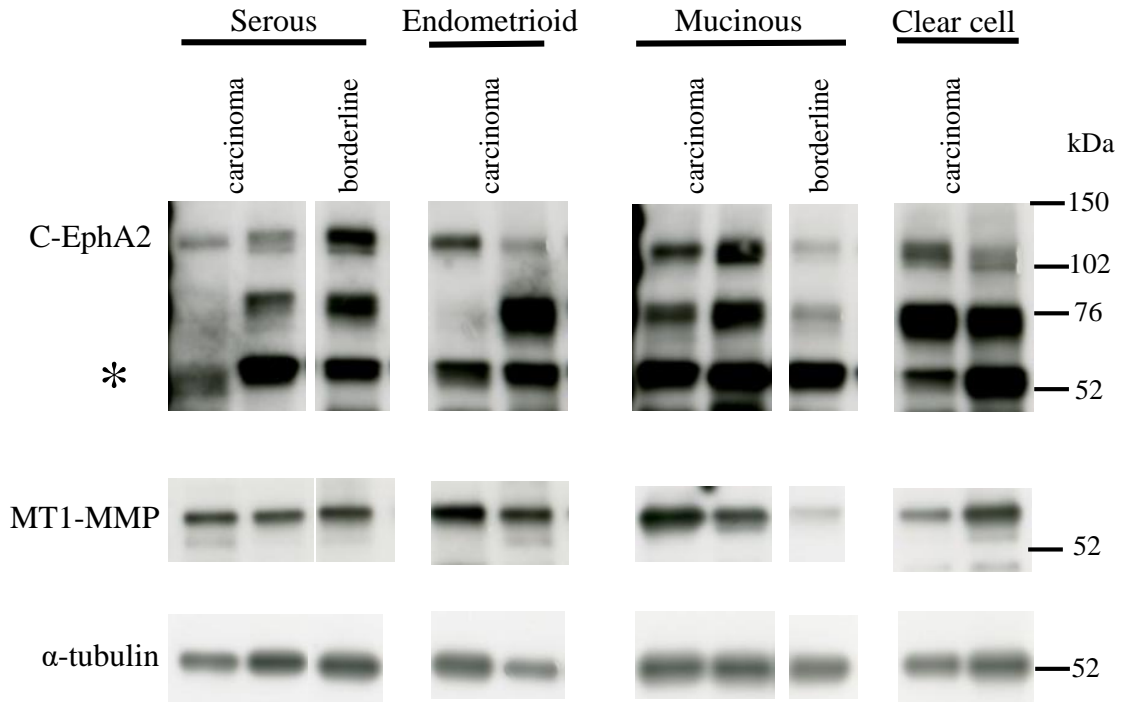 Serous Endometrioid Mucinous Clear cell
carcinoma borderline carcinoma carcinoma borderline carcinoma
kDa
150
C-EphA2
102
76
*
52
MT1-MMP
52
α-tubulin
52